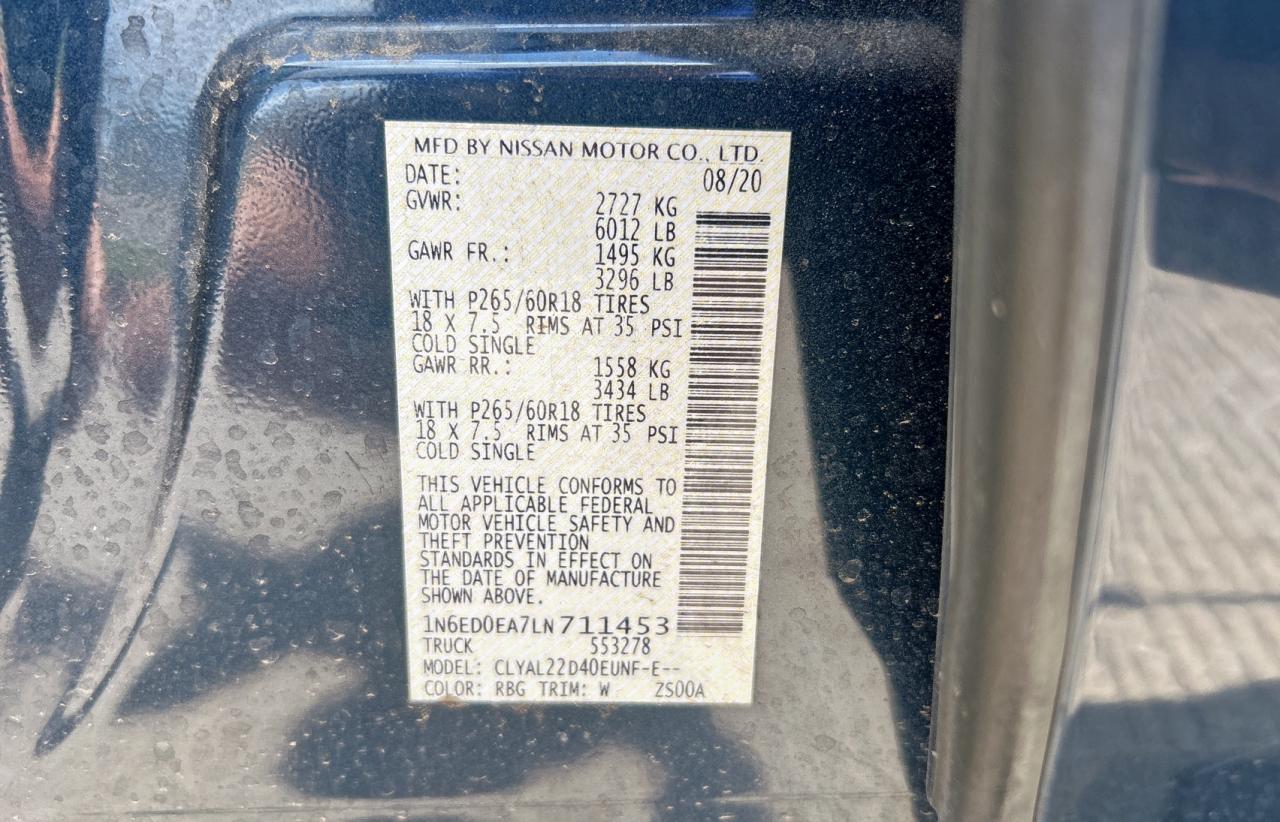 MFD BY NISSAN MOTOR CO., LTD.
DATE: 08/20
GVWR: 2727 KG
6012 LB
GAWR FR.: 1495 KG
3296 LB
WITH P265/60R18 TIRES
18 X 7.5 RIMS AT 35 PSI
COLD SINGLE
GAWR RR.: 1558 KG
3434 LB
WITH P265/60R18 TIRES
18 X 7.5 RIMS AT 35 PSI
COLD SINGLE
THIS VEHICLE CONFORMS TO
ALL APPLICABLE FEDERAL
MOTOR VEHICLE SAFETY AND
THEFT PREVENTION
STANDARDS IN EFFECT ON
THE DATE OF MANUFACTURE
SHOWN ABOVE.
1N6ED0EA7LN711453
TRUCK 553278
MODEL: CLYAL22D40EUNF-E--
COLOR: RBG TRIM: W ZS00A